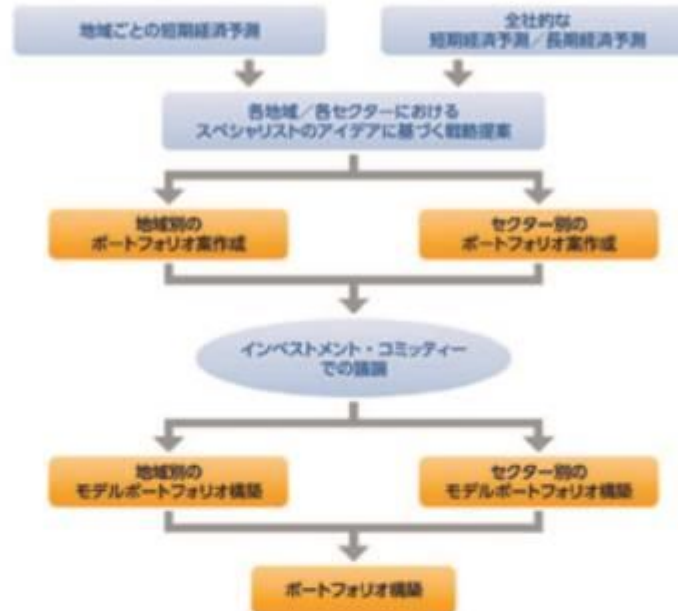 地域ごとの短期経済予測
全社的な
短期経済予測／長期経済予測
各地域／各セクターにおける
スペシャリストのアイデアに基づく戦略提案
地域別の
ポートフォリオ案作成
セクター別の
ポートフォリオ案作成
インベストメント・コミッティー
での議論
地域別の
モデルポートフォリオ構築
セクター別の
モデルポートフォリオ構築
ポートフォリオ構築